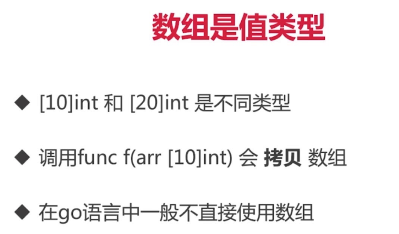 数组是值类型
◆ [10]int 和 [20]int 是不同类型
◆ 调用func f(arr [10]int) 会 拷贝 数组
◆ 在go语言中一般不直接使用数组